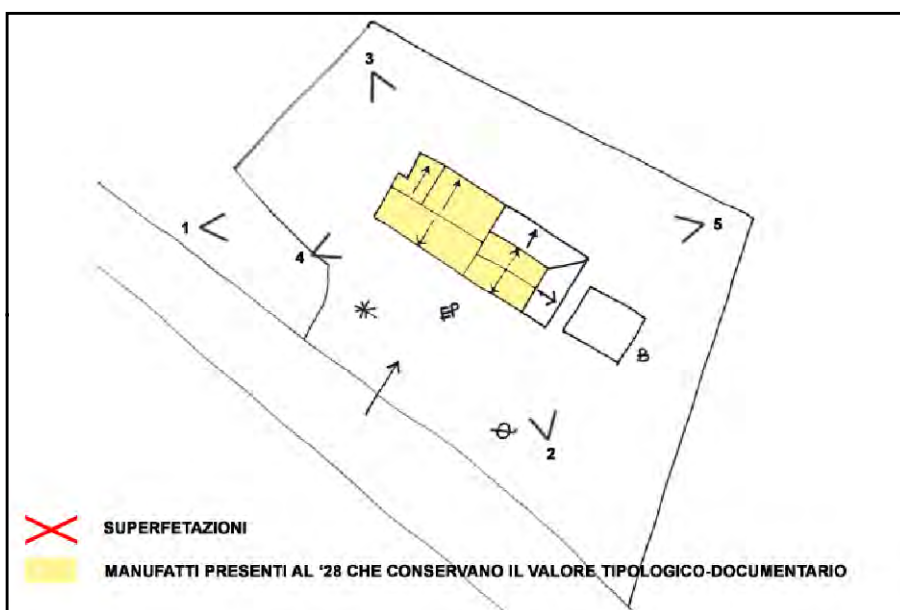 3
1
5
4
EP
B
2
SUPERFETAZIONI
MANUFATTI PRESENTI AL '28 CHE CONSERVANO IL VALORE TIPOLOGICO-DOCUMENTARIO